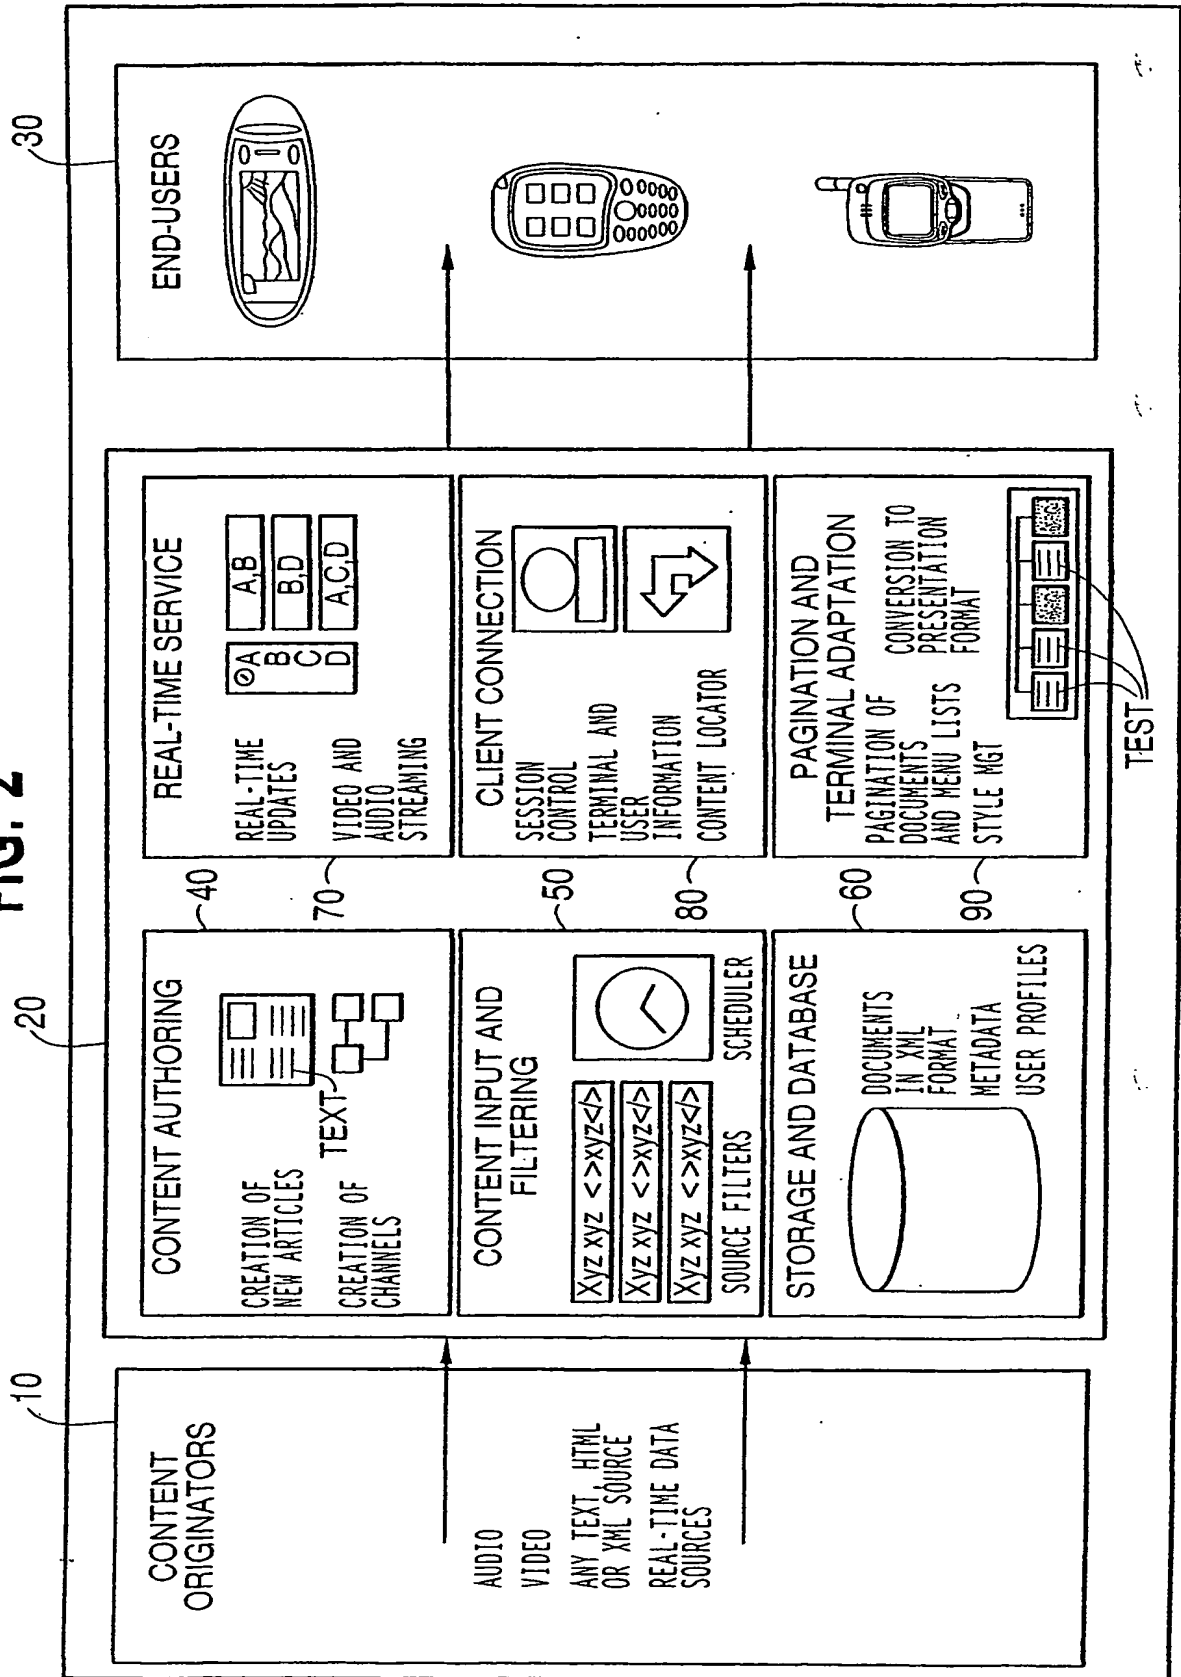 FIG. 2
10
20
30
CONTENT
ORIGINATORS
AUDIO
VIDEO
ANY TEXT, HTML
OR XML SOURCE
REAL-TIME DATA
SOURCES
CONTENT AUTHORING
40
CREATION OF
NEW ARTICLES
TEXT
CREATION OF
CHANNELS
CONTENT INPUT AND
FILTERING
50
Xyz xyz < >xyz</>
Xyz xyz < >xyz</>
Xyz xyz < >xyz</>
SOURCE FILTERS
SCHEDULER
STORAGE AND DATABASE
60
DOCUMENTS
IN XML
FORMAT
METADATA
USER PROFILES
REAL-TIME SERVICE
70
REAL-TIME
UPDATES
VIDEO AND
AUDIO
STREAMING
A
B
C
D
A,B
B,D
A,C,D
CLIENT CONNECTION
80
SESSION
CONTROL
TERMINAL AND
USER
INFORMATION
CONTENT LOCATOR
PAGINATION AND
TERMINAL ADAPTATION
90
PAGINATION OF
DOCUMENTS
AND MENU LISTS
STYLE MGT
CONVERSION TO
PRESENTATION
FORMAT
TEST
END-USERS